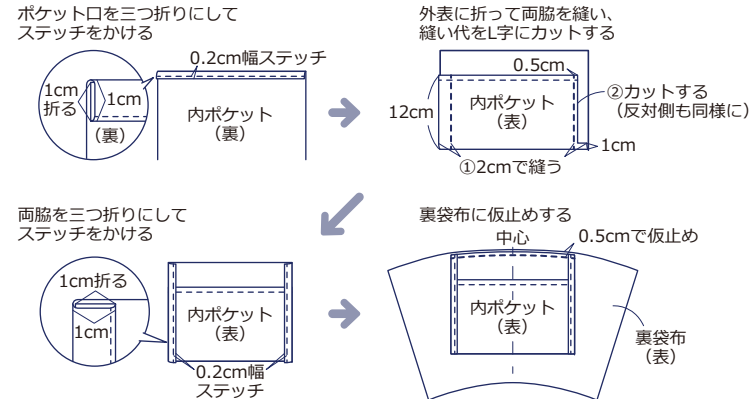 ポケット口を三つ折りにして
ステッチをかける
0.2cm幅ステッチ
1cm
折る
1cm
（裏）
内ポケット
（裏）
外表に折って両脇を縫い、
縫い代をL字にカットする
0.5cm
②カットする
（反対側も同様に）
12cm
内ポケット
（表）
1cm
①2cmで縫う
両脇を三つ折りにして
ステッチをかける
1cm折る
1cm
内ポケット
（表）
0.2cm幅
ステッチ
裏袋布に仮止めする
中心
0.5cmで仮止め
内ポケット
（表）
裏袋布
（表）